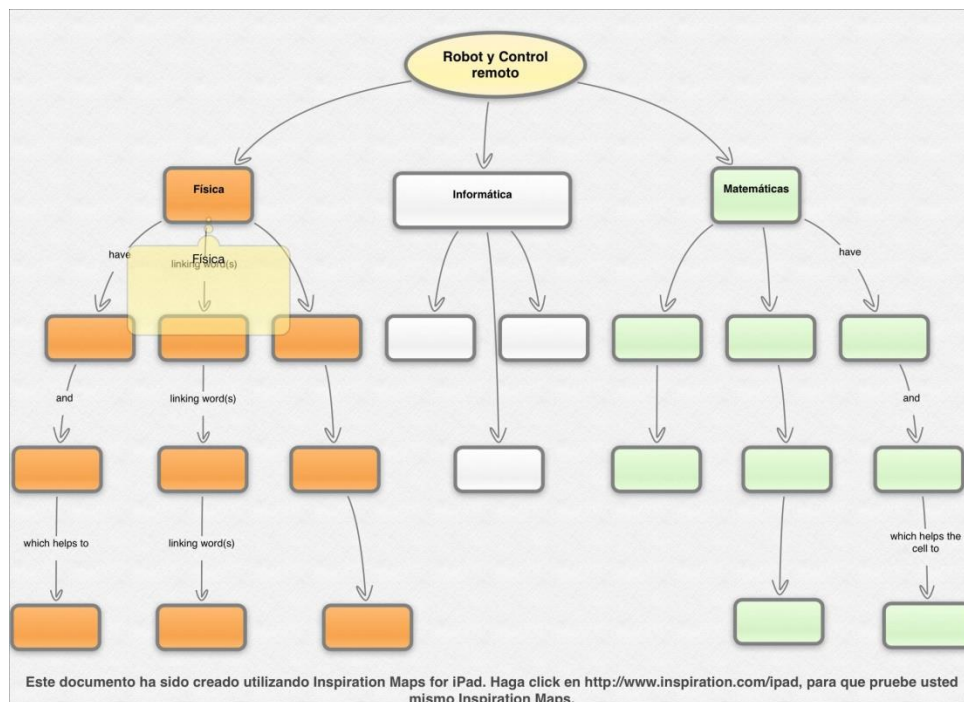 Robot y Control
remoto
Física
Informática
Matemáticas
have
Física
linking word(s)
have
and
linking word(s)
and
which helps to
linking word(s)
which helps the
cell to
Este documento ha sido creado utilizando Inspiration Maps for iPad. Haga click en http://www.inspiration.com/ipad, para que pruebe usted
mismo Inspiration Maps.